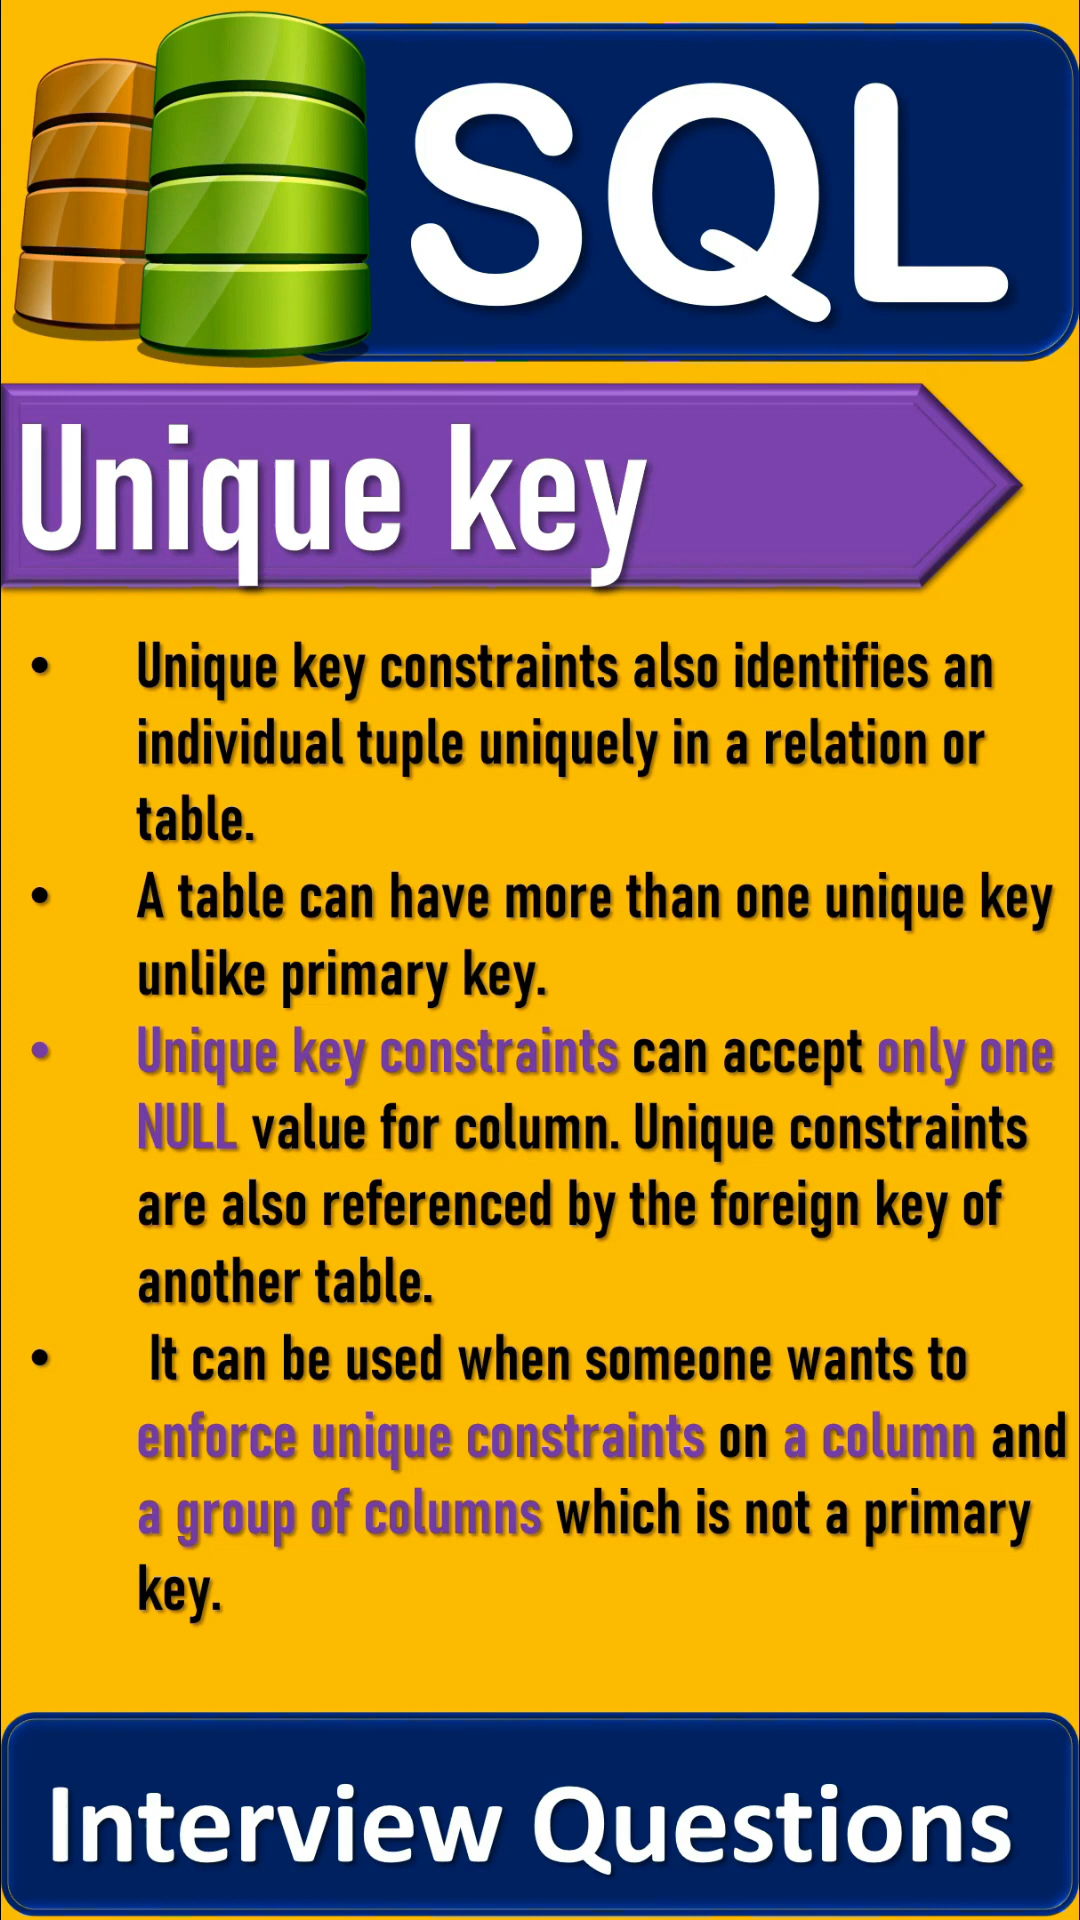 SQL
Unique key
• Unique key constraints also identifies an
individual tuple uniquely in a relation or
table.
• A table can have more than one unique key
unlike primary key.
• Unique key constraints can accept only one
NULL value for column. Unique constraints
are also referenced by the foreign key of
another table.
• It can be used when someone wants to
enforce unique constraints on a column and
a group of columns which is not a primary
key.
Interview Questions